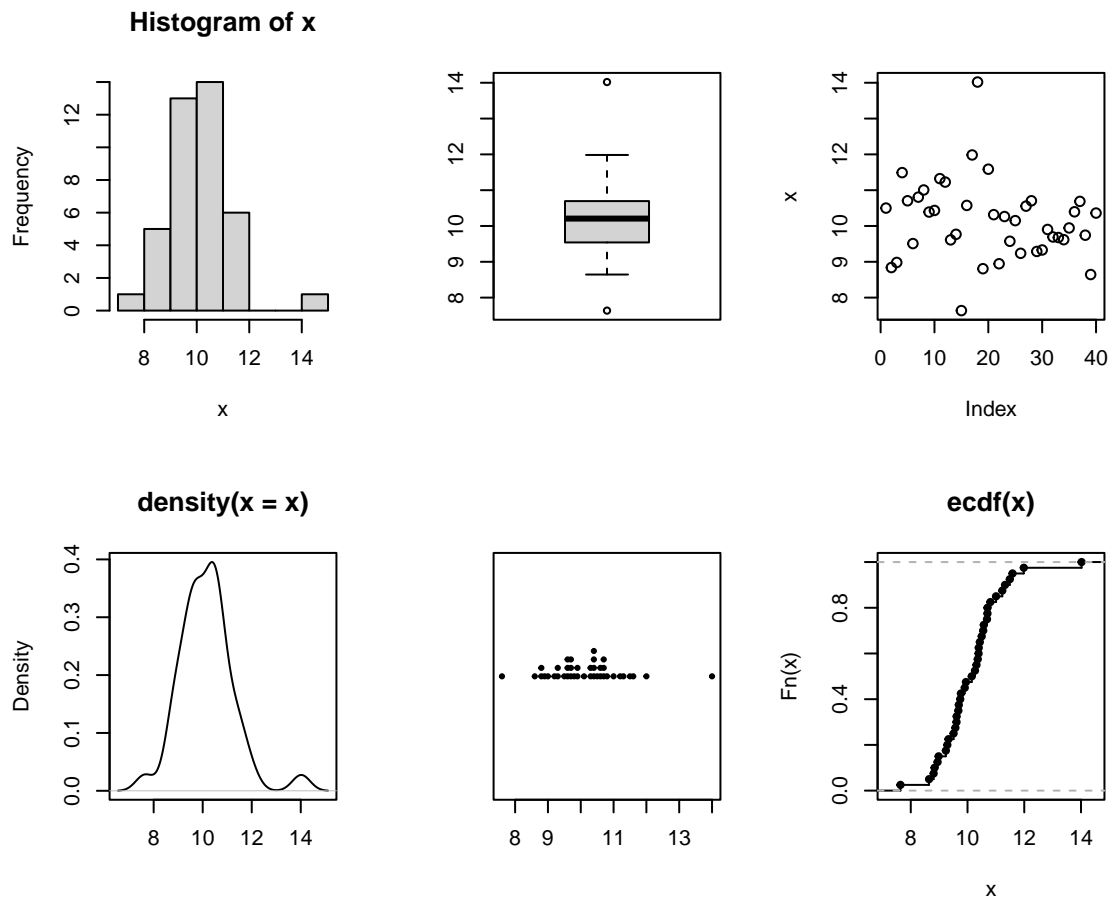 Histogram of x
Frequency
0 2 4 6 8 12
8 10 12 14
x
8 9 10 12 14
x
8 9 10 12 14
0 10 20 30 40
Index
density(x = x)
Density
0.0 0.1 0.2 0.3 0.4
8 10 12 14
8 9 11 13
ecdf(x)
Fn(x)
0.0 0.4 0.8
8 10 12 14
x